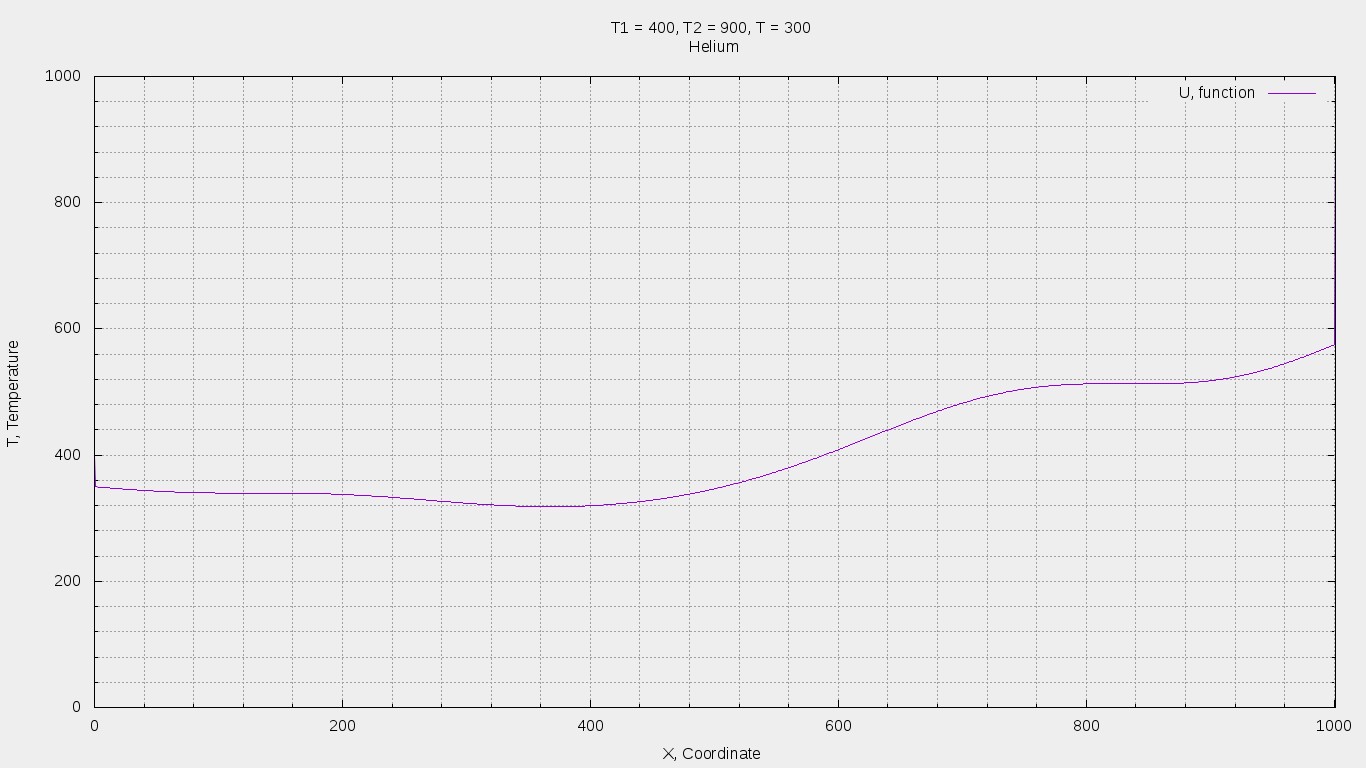 T1 = 400, T2 = 900, T = 300
Helium
U, function
1000
800
600
400
200
0
T, Temperature
0 200 400 600 800 1000
X, Coordinate